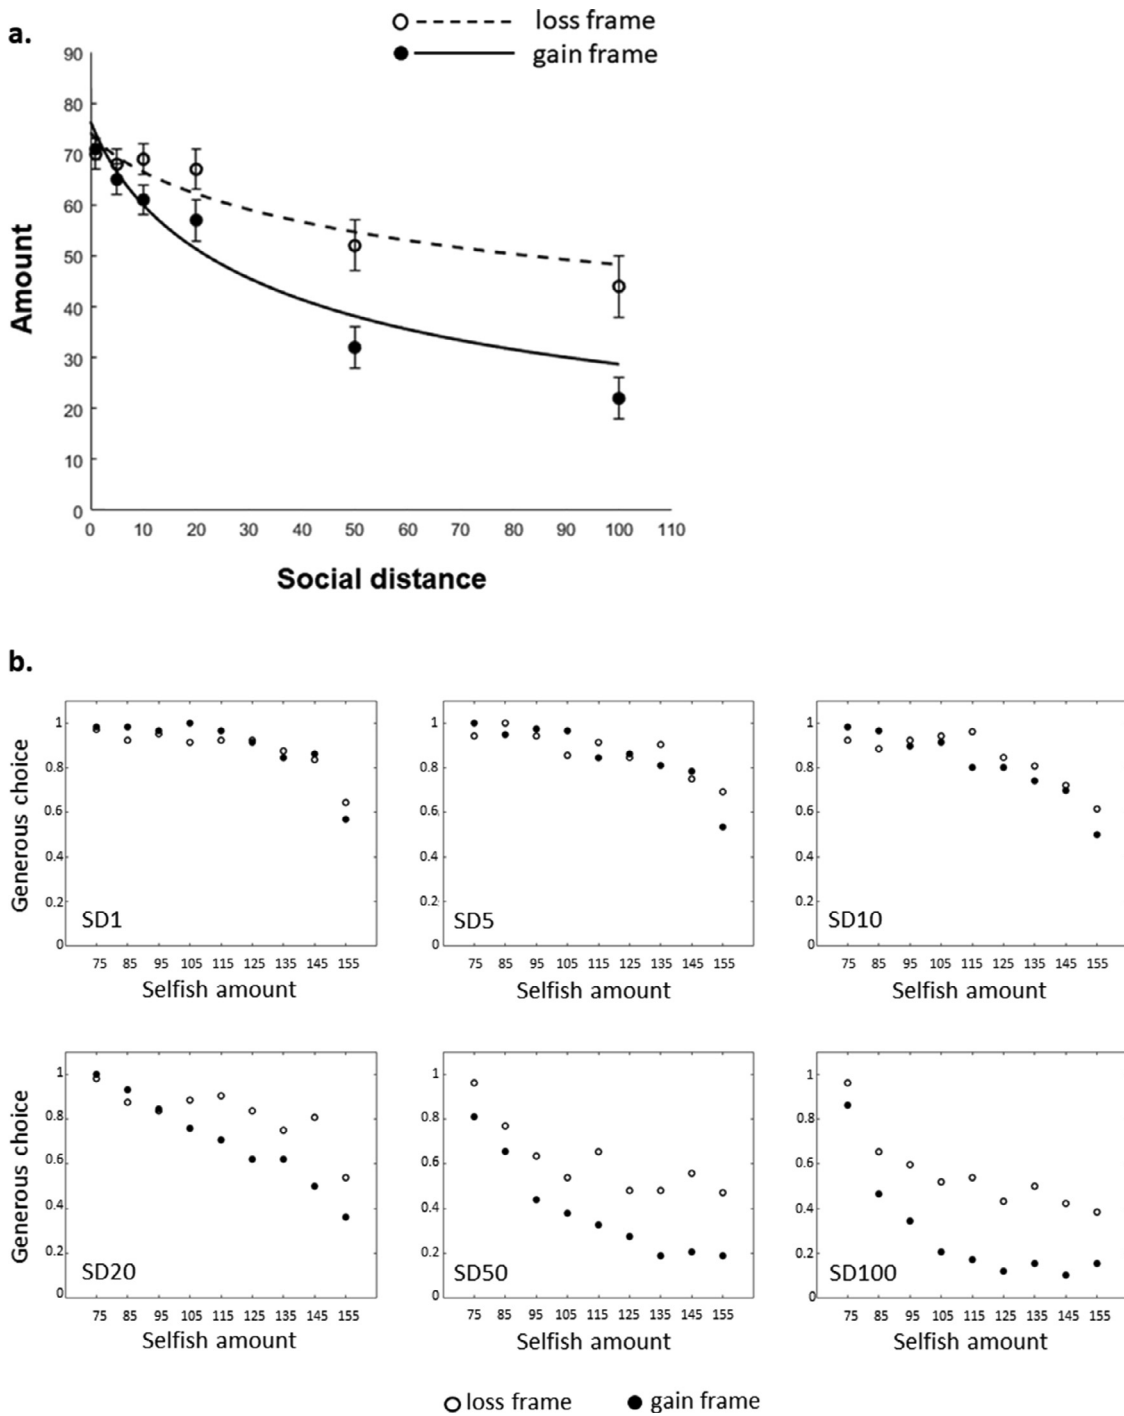 a.
loss frame
gain frame
90
80
70
60
50
40
30
20
10
0
Amount
0 10 20 30 40 50 60 70 80 90 100 110
Social distance
b.
Generous choice
1
0.8
0.6
0.4
0.2
0
SD1
75 85 95 105 115 125 135 145 155
Selfish amount
1
0.8
0.6
0.4
0.2
0
SD5
75 85 95 105 115 125 135 145 155
Selfish amount
1
0.8
0.6
0.4
0.2
0
SD10
75 85 95 105 115 125 135 145 155
Selfish amount
Generous choice
1
0.8
0.6
0.4
0.2
0
SD20
75 85 95 105 115 125 135 145 155
Selfish amount
1
0.8
0.6
0.4
0.2
0
SD50
75 85 95 105 115 125 135 145 155
Selfish amount
1
0.8
0.6
0.4
0.2
0
SD100
75 85 95 105 115 125 135 145 155
Selfish amount
loss frame gain frame